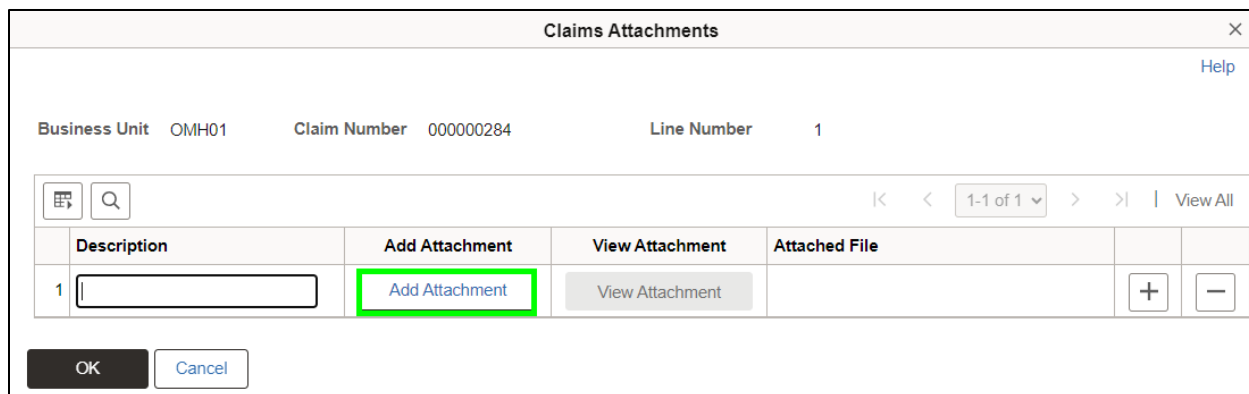 Claims Attachments
Help
Business Unit OMH01 Claim Number 000000284 Line Number 1
1-1 of 1 View All
Description Add Attachment View Attachment Attached File
1 Add Attachment View Attachment
OK Cancel